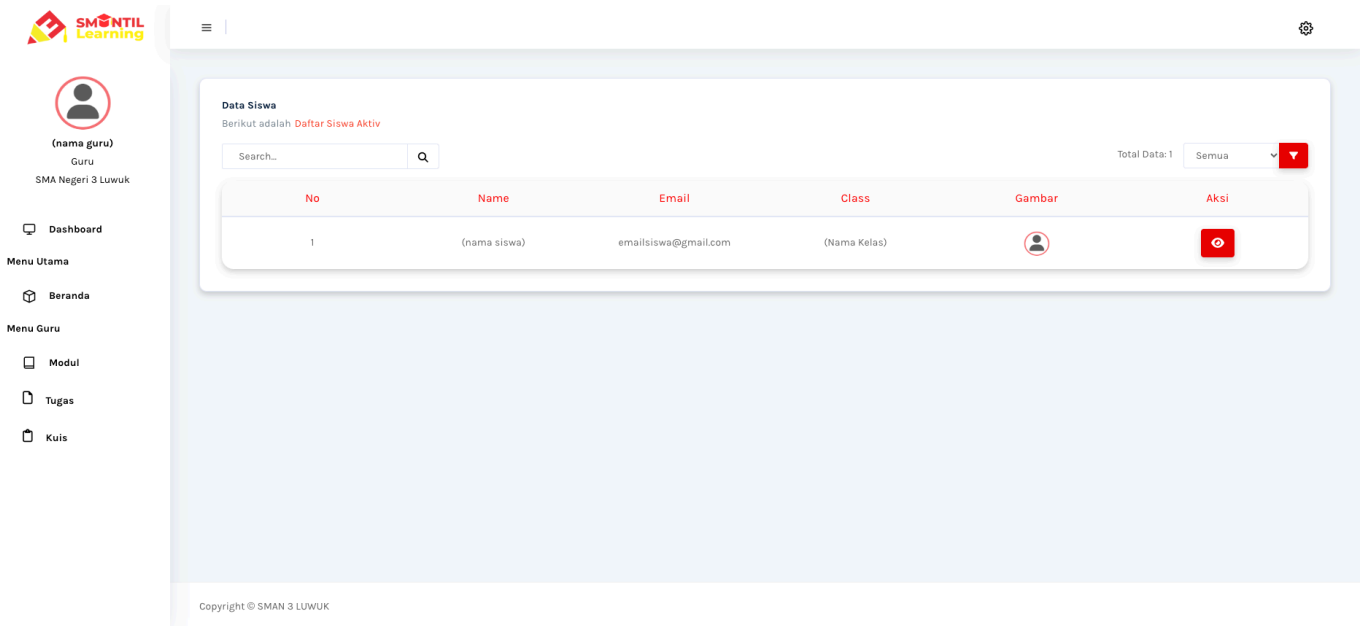 SMANTIL
Learning
(nama guru)
Guru
SMA Negeri 3 Luwuk
Dashboard
Menu Utama
Beranda
Menu Guru
Modul
Tugas
Kuis
Data Siswa
Berikut adalah Daftar Siswa Aktiv
Search...
Total Data: 1 Semua
No Name Email Class Gambar Aksi
1 (nama siswa) emailsiswa@gmail.com (Nama Kelas)
Copyright © SMAN 3 LUWUK